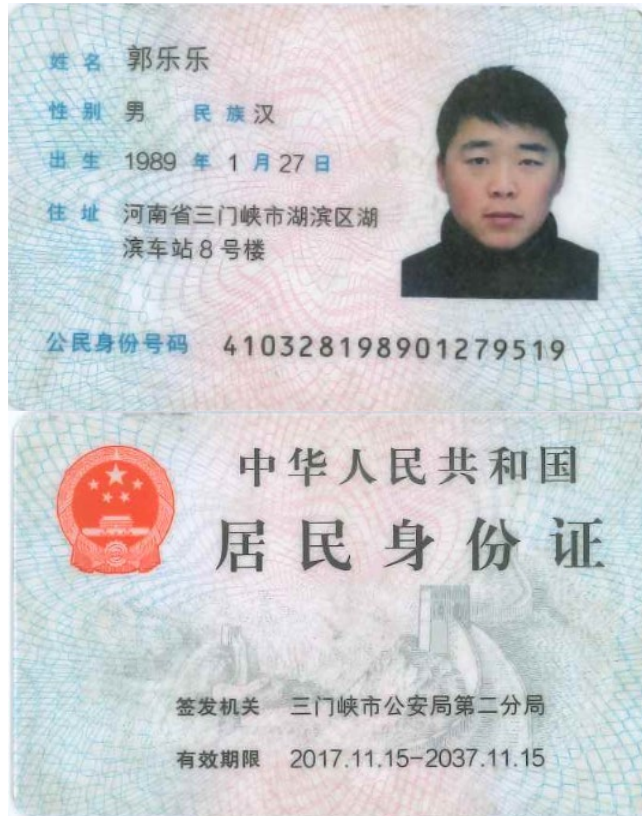 姓名 郭乐乐
性别 男 民族 汉
出生 1989 年 1 月 27 日
住址 河南省三门峡市湖滨区湖
滨车站8号楼
公民身份号码 410328198901279519
中华人民共和国
居民身份证
签发机关 三门峡市公安局第二分局
有效期限 2017.11.15-2037.11.15